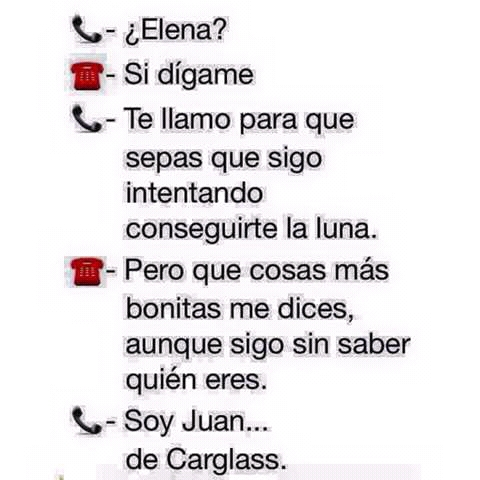 - ¿Elena?
- Si dígame
- Te llamo para que
sepas que sigo
intentando
conseguirte la luna.
- Pero que cosas más
bonitas me dices,
aunque sigo sin saber
quién eres.
- Soy Juan...
de Carglass.